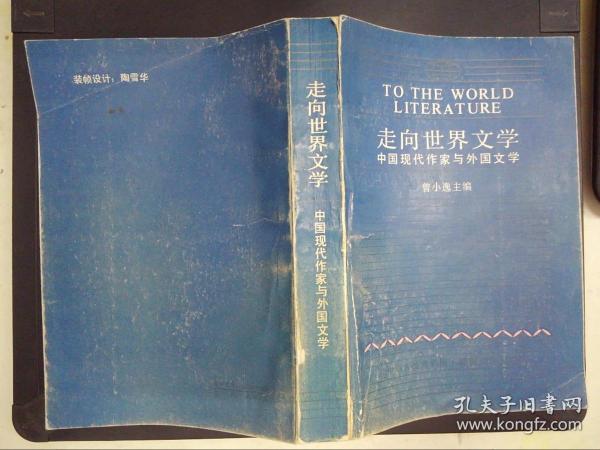 装帧设计：陶雪华
走向世界文学
中国现代作家与外国文学
TO THE WORLD
LITERATURE
走向世界文学
中国现代作家与外国文学
曾小逸主编
孔夫子旧书网
www.kongfz.com